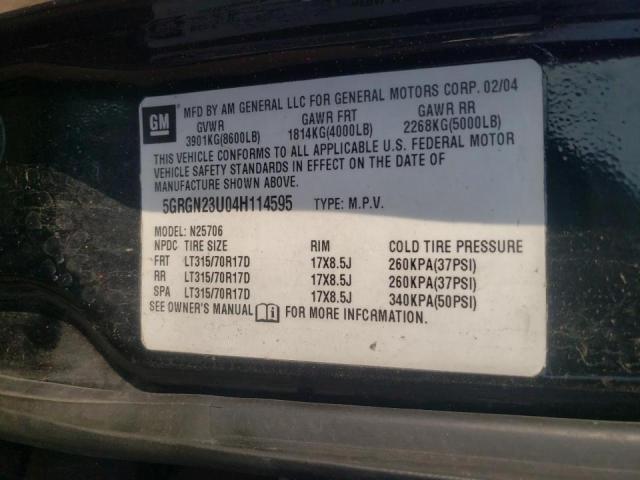 GM
MFD BY AM GENERAL LLC FOR GENERAL MOTORS CORP. 02/04
GVWR GAWR FRT GAWR RR
3901KG(8600LB) 1814KG(4000LB) 2268KG(5000LB)
THIS VEHICLE CONFORMS TO ALL APPLICABLE U.S. FEDERAL MOTOR
VEHICLE SAFETY STANDARDS IN EFFECT ON THE DATE OF
MANUFACTURE SHOWN ABOVE.
5GRGN23U04H114595 TYPE: M.P.V.
MODEL: N25706
NPDC TIRE SIZE RIM COLD TIRE PRESSURE
FRT LT315/70R17D 17X8.5J 260KPA(37PSI)
RR LT315/70R17D 17X8.5J 260KPA(37PSI)
SPA LT315/70R17D 17X8.5J 340KPA(50PSI)
SEE OWNER'S MANUAL FOR MORE INFORMATION.